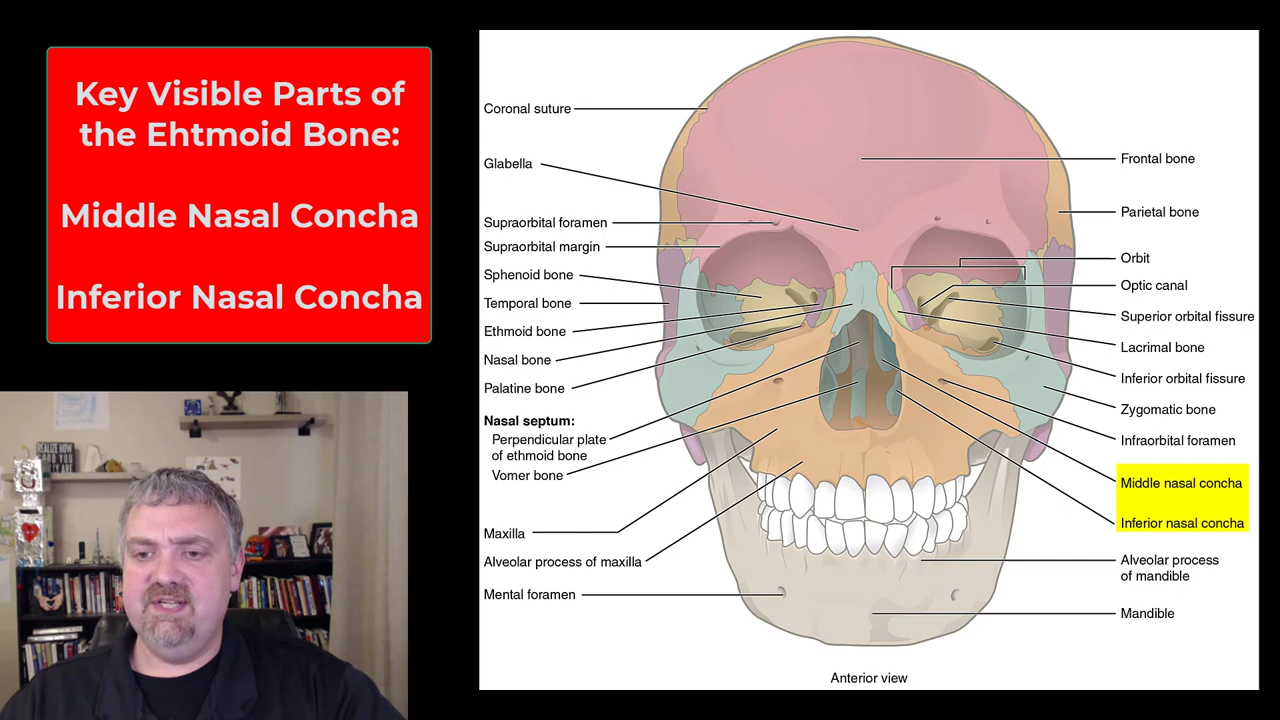 Key Visible Parts of
the Ehtmoid Bone:
Middle Nasal Concha
Inferior Nasal Concha
Coronal suture
Glabella
Supraorbital foramen
Supraorbital margin
Sphenoid bone
Temporal bone
Ethmoid bone
Nasal bone
Palatine bone
Nasal septum:
Perpendicular plate
of ethmoid bone
Vomer bone
Maxilla
Alveolar process of maxilla
Mental foramen
Frontal bone
Parietal bone
Orbit
Optic canal
Superior orbital fissure
Lacrimal bone
Inferior orbital fissure
Zygomatic bone
Infraorbital foramen
Middle nasal concha
Inferior nasal concha
Alveolar process
of mandible
Mandible
Anterior view